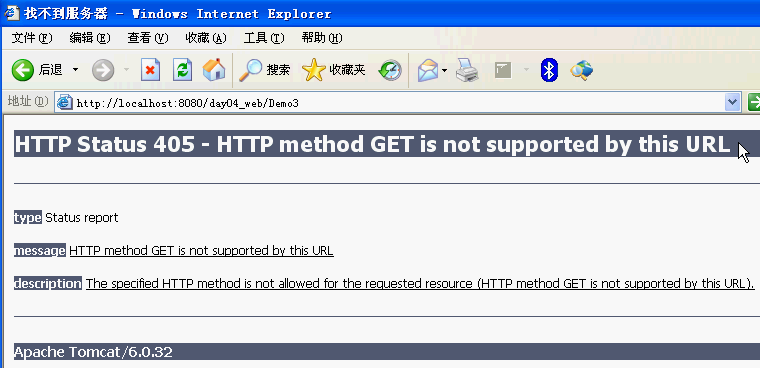 找不到服务器 - Windows Internet Explorer
文件(F) 编辑(E) 查看(V) 收藏(A) 工具(T) 帮助(H)
后退 搜索 收藏夹
地址(D) http://localhost:8080/day04_web/Demo3
HTTP Status 405 - HTTP method GET is not supported by this URL
type Status report
message HTTP method GET is not supported by this URL
description The specified HTTP method is not allowed for the requested resource (HTTP method GET is not supported by this URL).
Apache Tomcat/6.0.32